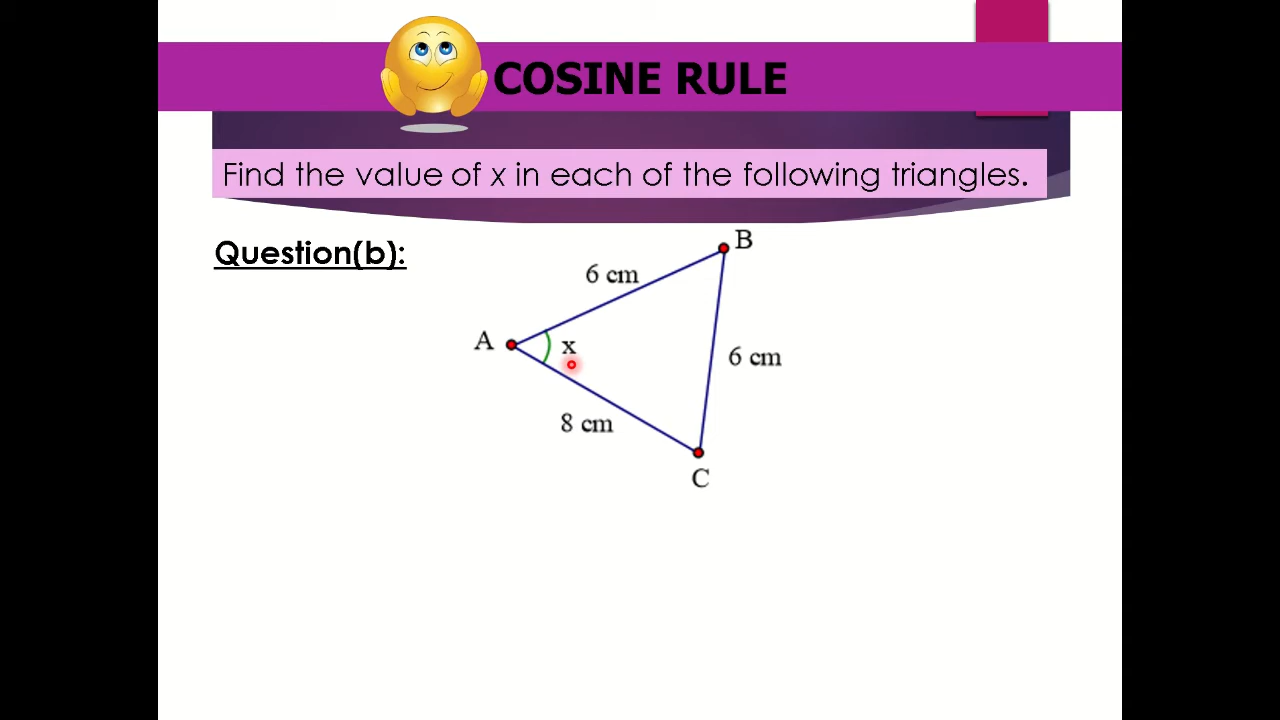 COSINE RULE
Find the value of x in each of the following triangles.
Question(b):
B
6 cm
A
x
6 cm
8 cm
C